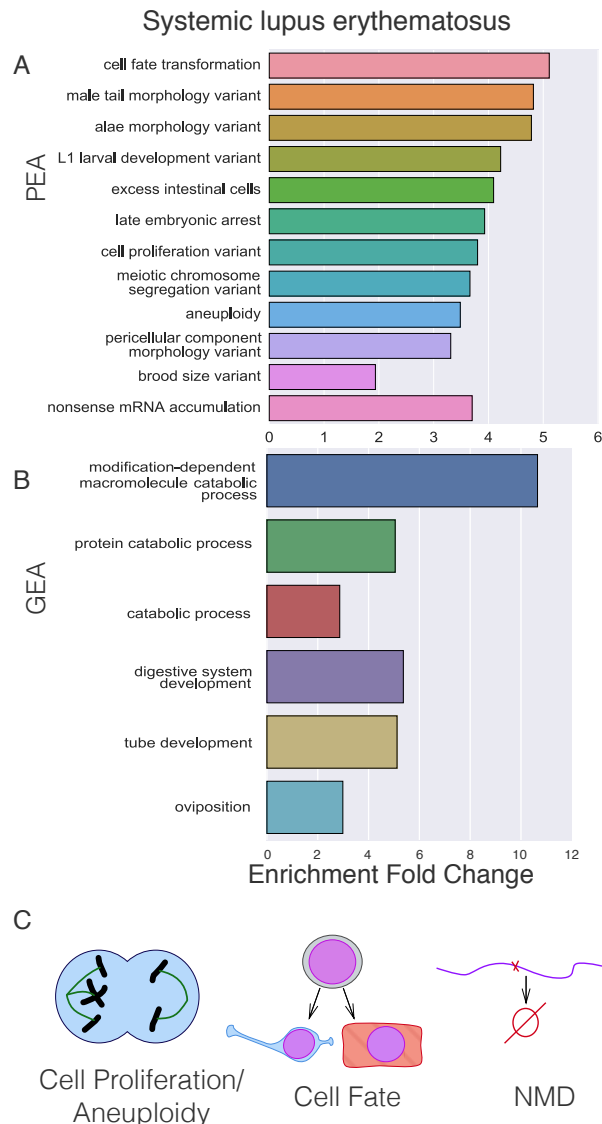 Systemic lupus erythematosus
A
PEA
cell fate transformation
male tail morphology variant
alae morphology variant
L1 larval development variant
excess intestinal cells
late embryonic arrest
cell proliferation variant
meiotic chromosome
segregation variant
aneuploidy
pericellular component
morphology variant
brood size variant
nonsense mRNA accumulation
0 1 2 3 4 5 6
B
GEA
modification-dependent
macromolecule catabolic
process
protein catabolic process
catabolic process
digestive system
development
tube development
oviposition
0 2 4 6 8 10 12
Enrichment Fold Change
C
Cell Proliferation/
Aneuploidy
Cell Fate
NMD